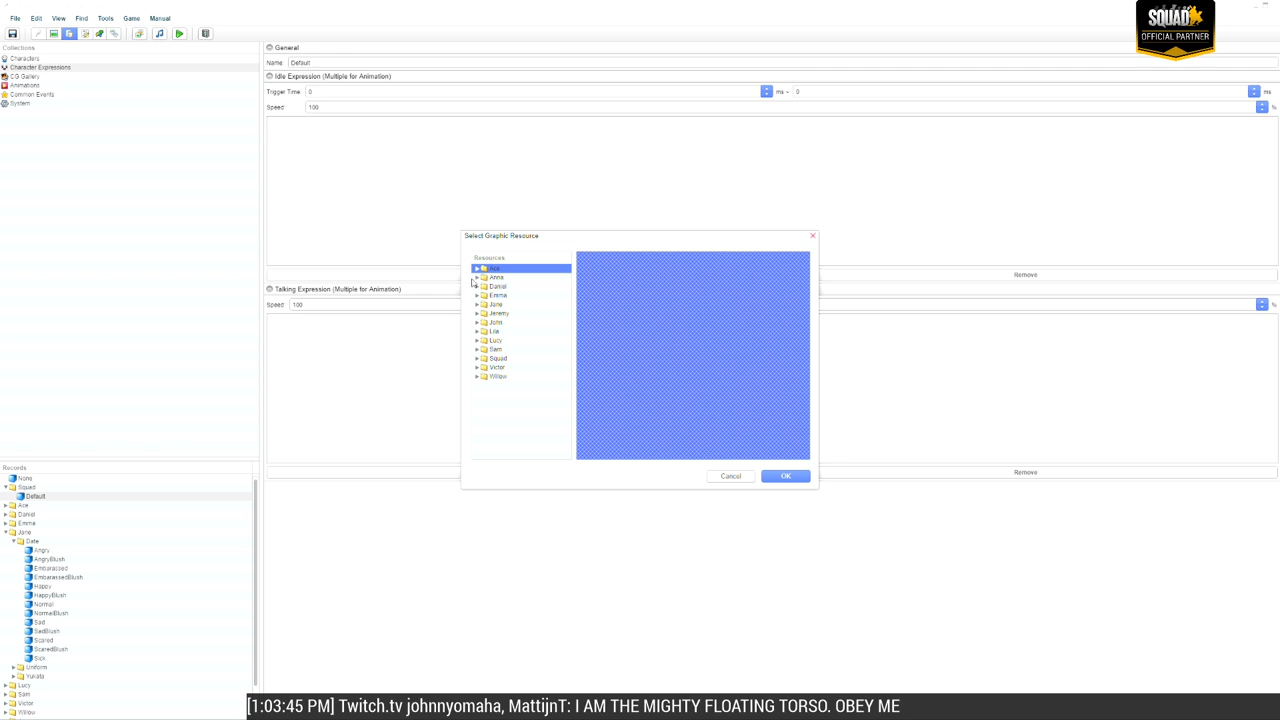 File Edit View Find Tools Game Manual
SQUAD
OFFICIAL PARTNER
Collections
Characters
Character Expressions
CG Gallery
Animations
Common Events
System
General
Name Default
Idle Expression (Multiple for Animation)
Trigger Time 0 ms - 0 ms
Speed 100 %
Remove
Talking Expression (Multiple for Animation)
Speed 100 %
Remove
Select Graphic Resource
Resources
Ace
Anna
Daniel
Emma
Jane
Jeremy
John
Lila
Lucy
Sam
Squad
Victor
Willow
Cancel OK
Records
None
Squad
Default
Ace
Daniel
Emma
Jane
Date
Angry
AngryBlush
Embarassed
EmbarassedBlush
Happy
HappyBlush
Normal
NormalBlush
Sad
SadBlush
Scared
ScaredBlush
Sick
Uniform
Yukata
Lucy
Sam
Victor
Willow
[1:03:45 PM] Twitch.tv johnyomaha, MattijnT: I AM THE MIGHTY FLOATING TORSO. OBEY ME